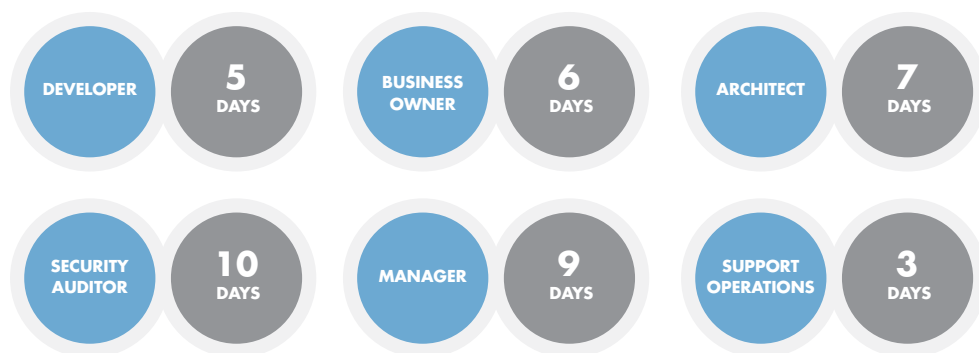 DEVELOPER
5
DAYS
BUSINESS
OWNER
6
DAYS
ARCHITECT
7
DAYS
SECURITY
AUDITOR
10
DAYS
MANAGER
9
DAYS
SUPPORT
OPERATIONS
3
DAYS